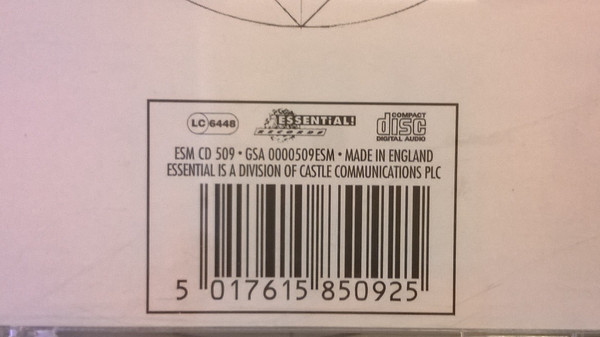 LC 6448
ESSENTIAL!
RECORDS
COMPACT
disc
DIGITAL AUDIO
ESM CD 509 • GSA 0000509ESM • MADE IN ENGLAND
ESSENTIAL IS A DIVISION OF CASTLE COMMUNICATIONS PLC
5 017615 850925